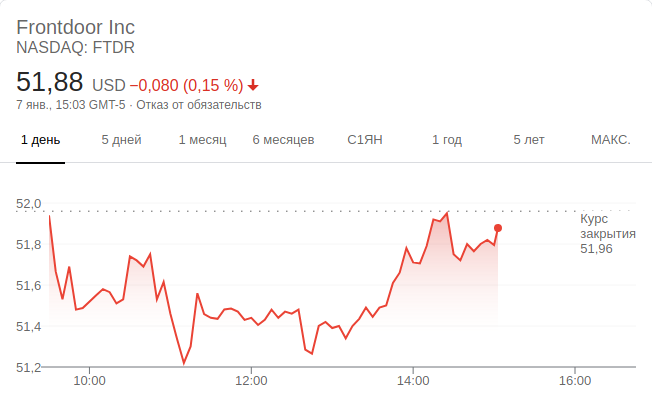 Frontdoor Inc
NASDAQ: FTDR
51,88 USD −0,080 (0,15 %)
7 янв., 15:03 GMT-5 · Отказ от обязательств
1 день 5 дней 1 месяц 6 месяцев С1ЯН 1 год 5 лет МАКС.
52,0
51,8
51,6
51,4
51,2
Курс
закрытия
51,96
10:00 12:00 14:00 16:00